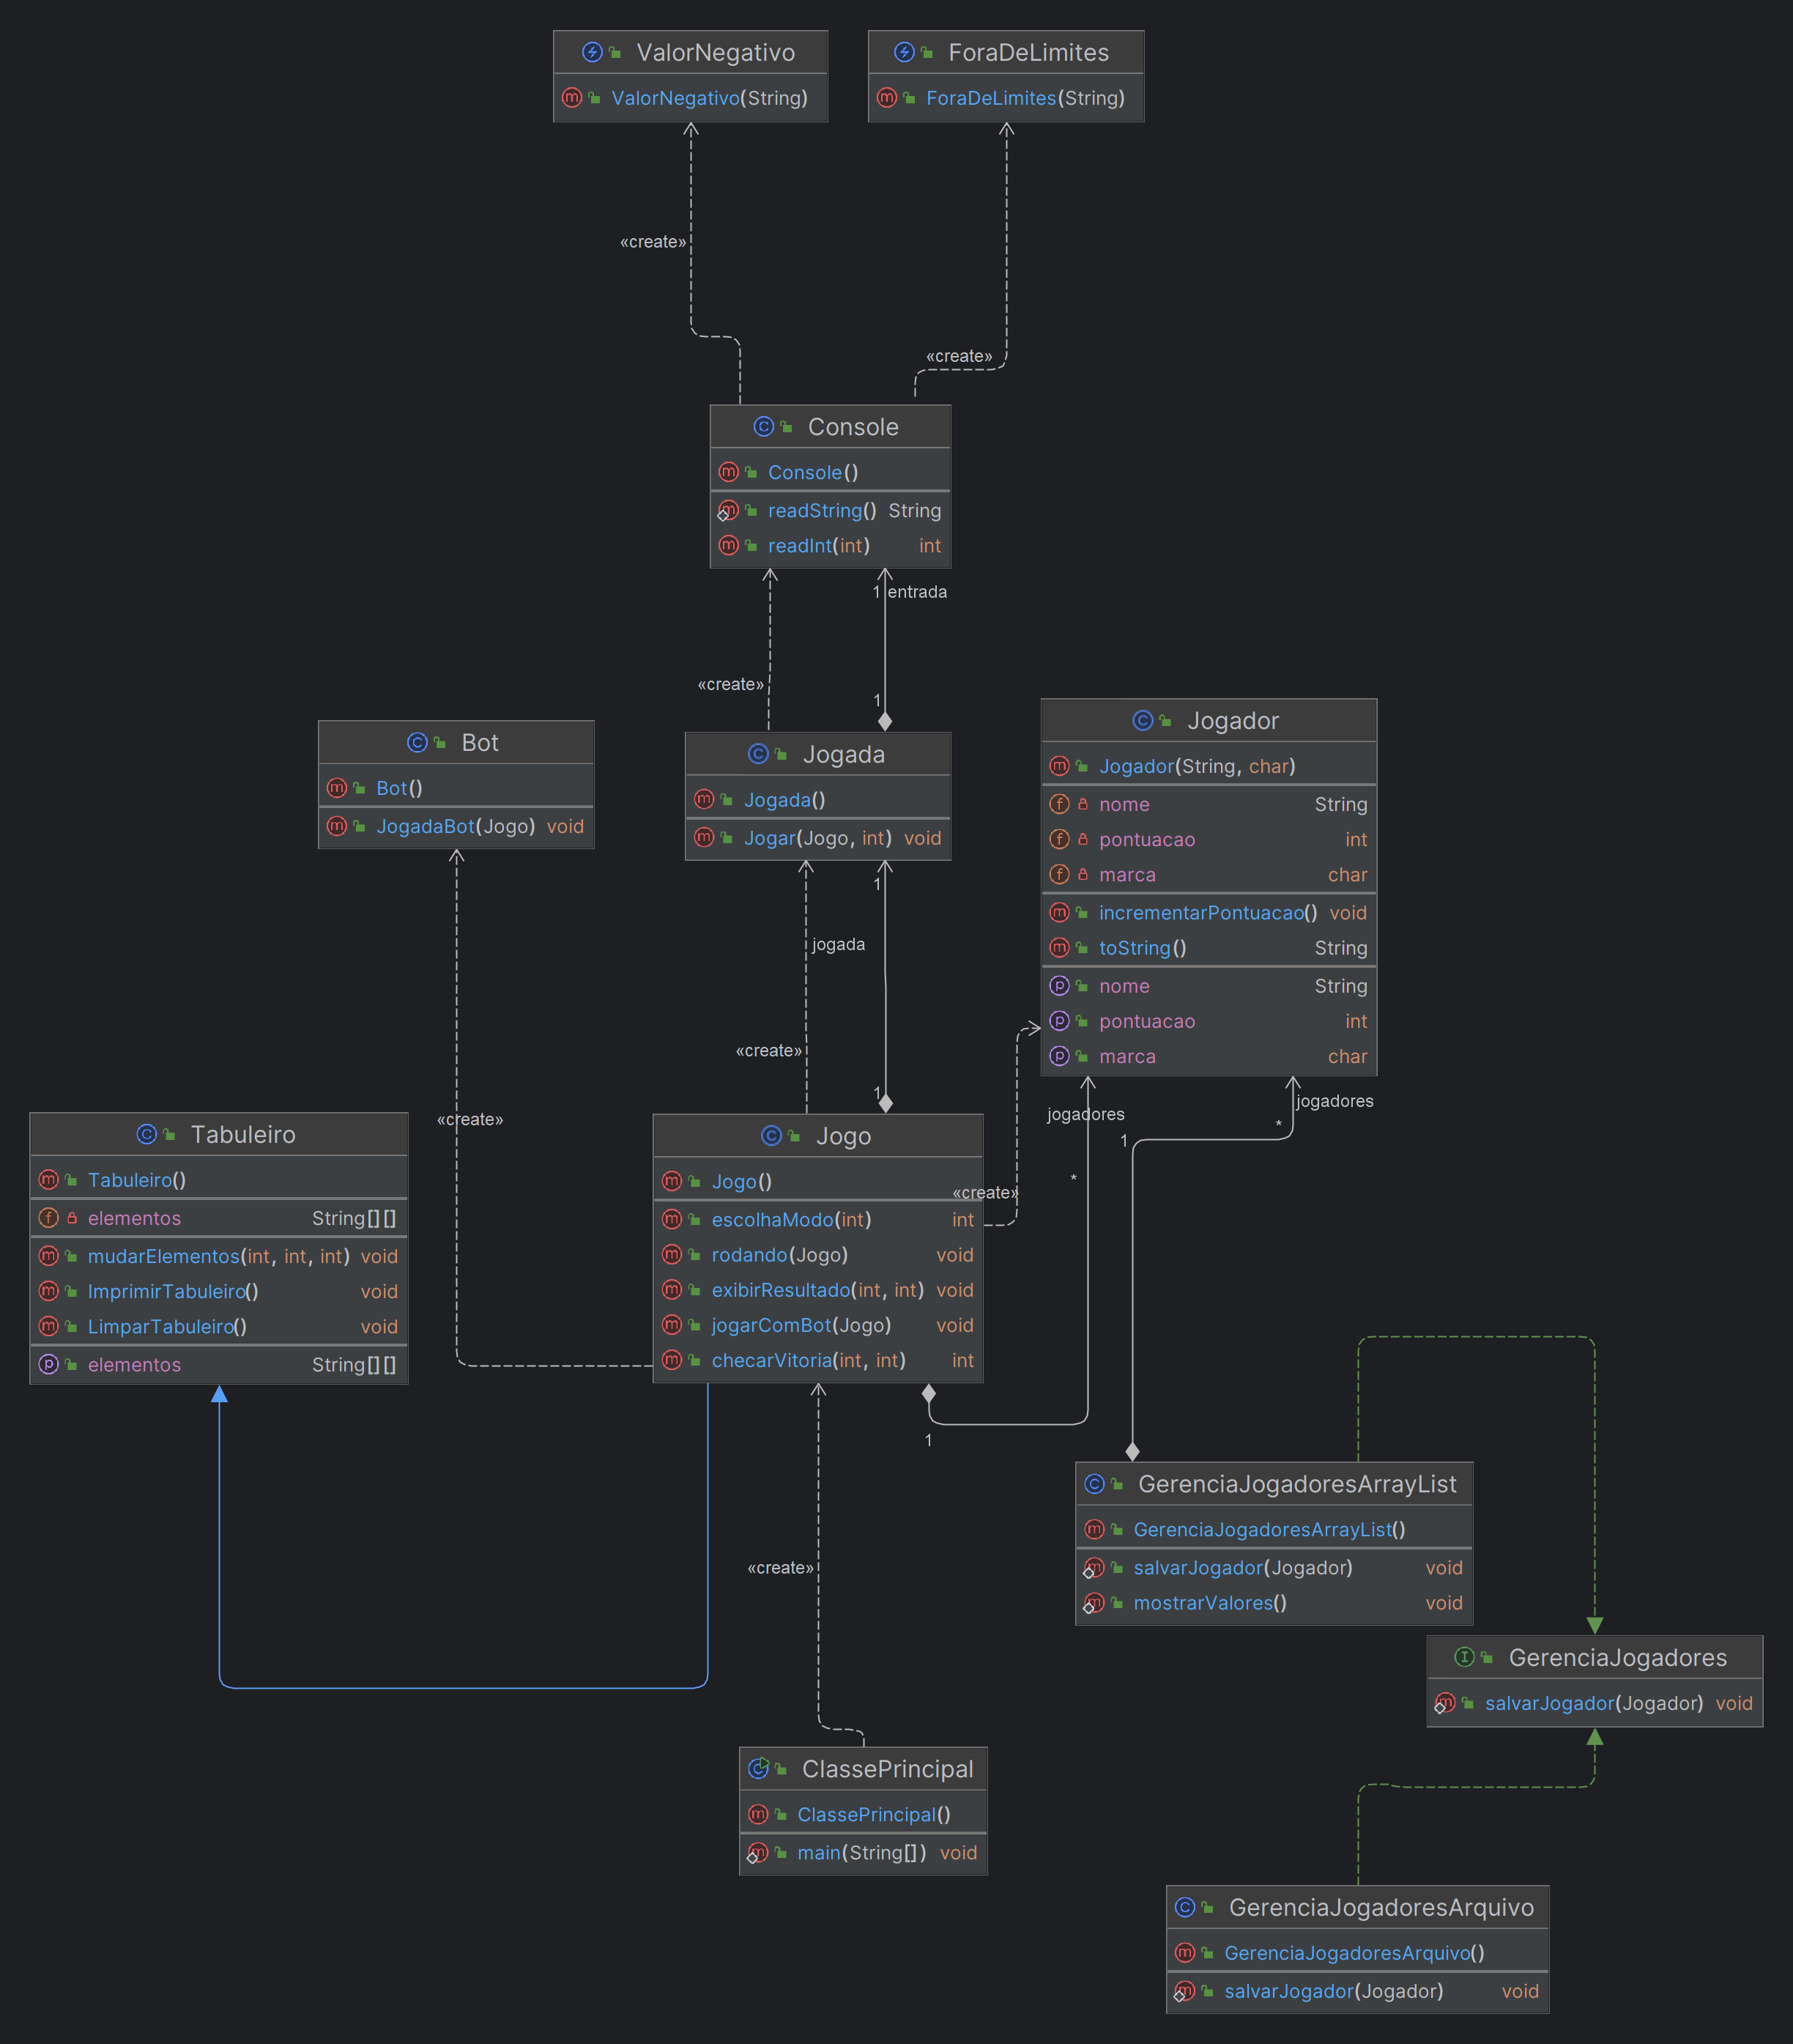 ValorNegativo
ValorNegativo(String)
ForaDeLimites
ForaDeLimites(String)
«create»
«create»
Console
Console()
readString() String
readInt(int) int
1 entrada
«create»
1
Bot
Bot()
JogadaBot(Jogo) void
Jogada
Jogada()
Jogar(Jogo, int) void
1
jogada
«create»
1
Jogador
Jogador(String, char)
nome String
pontuacao int
marca char
incrementarPontuacao() void
toString() String
nome String
pontuacao int
marca char
jogadores
*
jogadores
*
1
«create»
«create»
Tabuleiro
Tabuleiro()
elementos String[][]
mudarElementos(int, int, int) void
ImprimirTabuleiro() void
LimparTabuleiro() void
elementos String[][]
Jogo
Jogo()
escolhaModo(int) int
rodando(Jogo) void
exibirResultado(int, int) void
jogarComBot(Jogo) void
checarVitoria(int, int) int
1
GerenciaJogadoresArrayList
GerenciaJogadoresArrayList()
salvarJogador(Jogador) void
mostrarValores() void
«create»
GerenciaJogadores
salvarJogador(Jogador) void
ClassePrincipal
ClassePrincipal()
main(String[]) void
GerenciaJogadoresArquivo
GerenciaJogadoresArquivo()
salvarJogador(Jogador) void